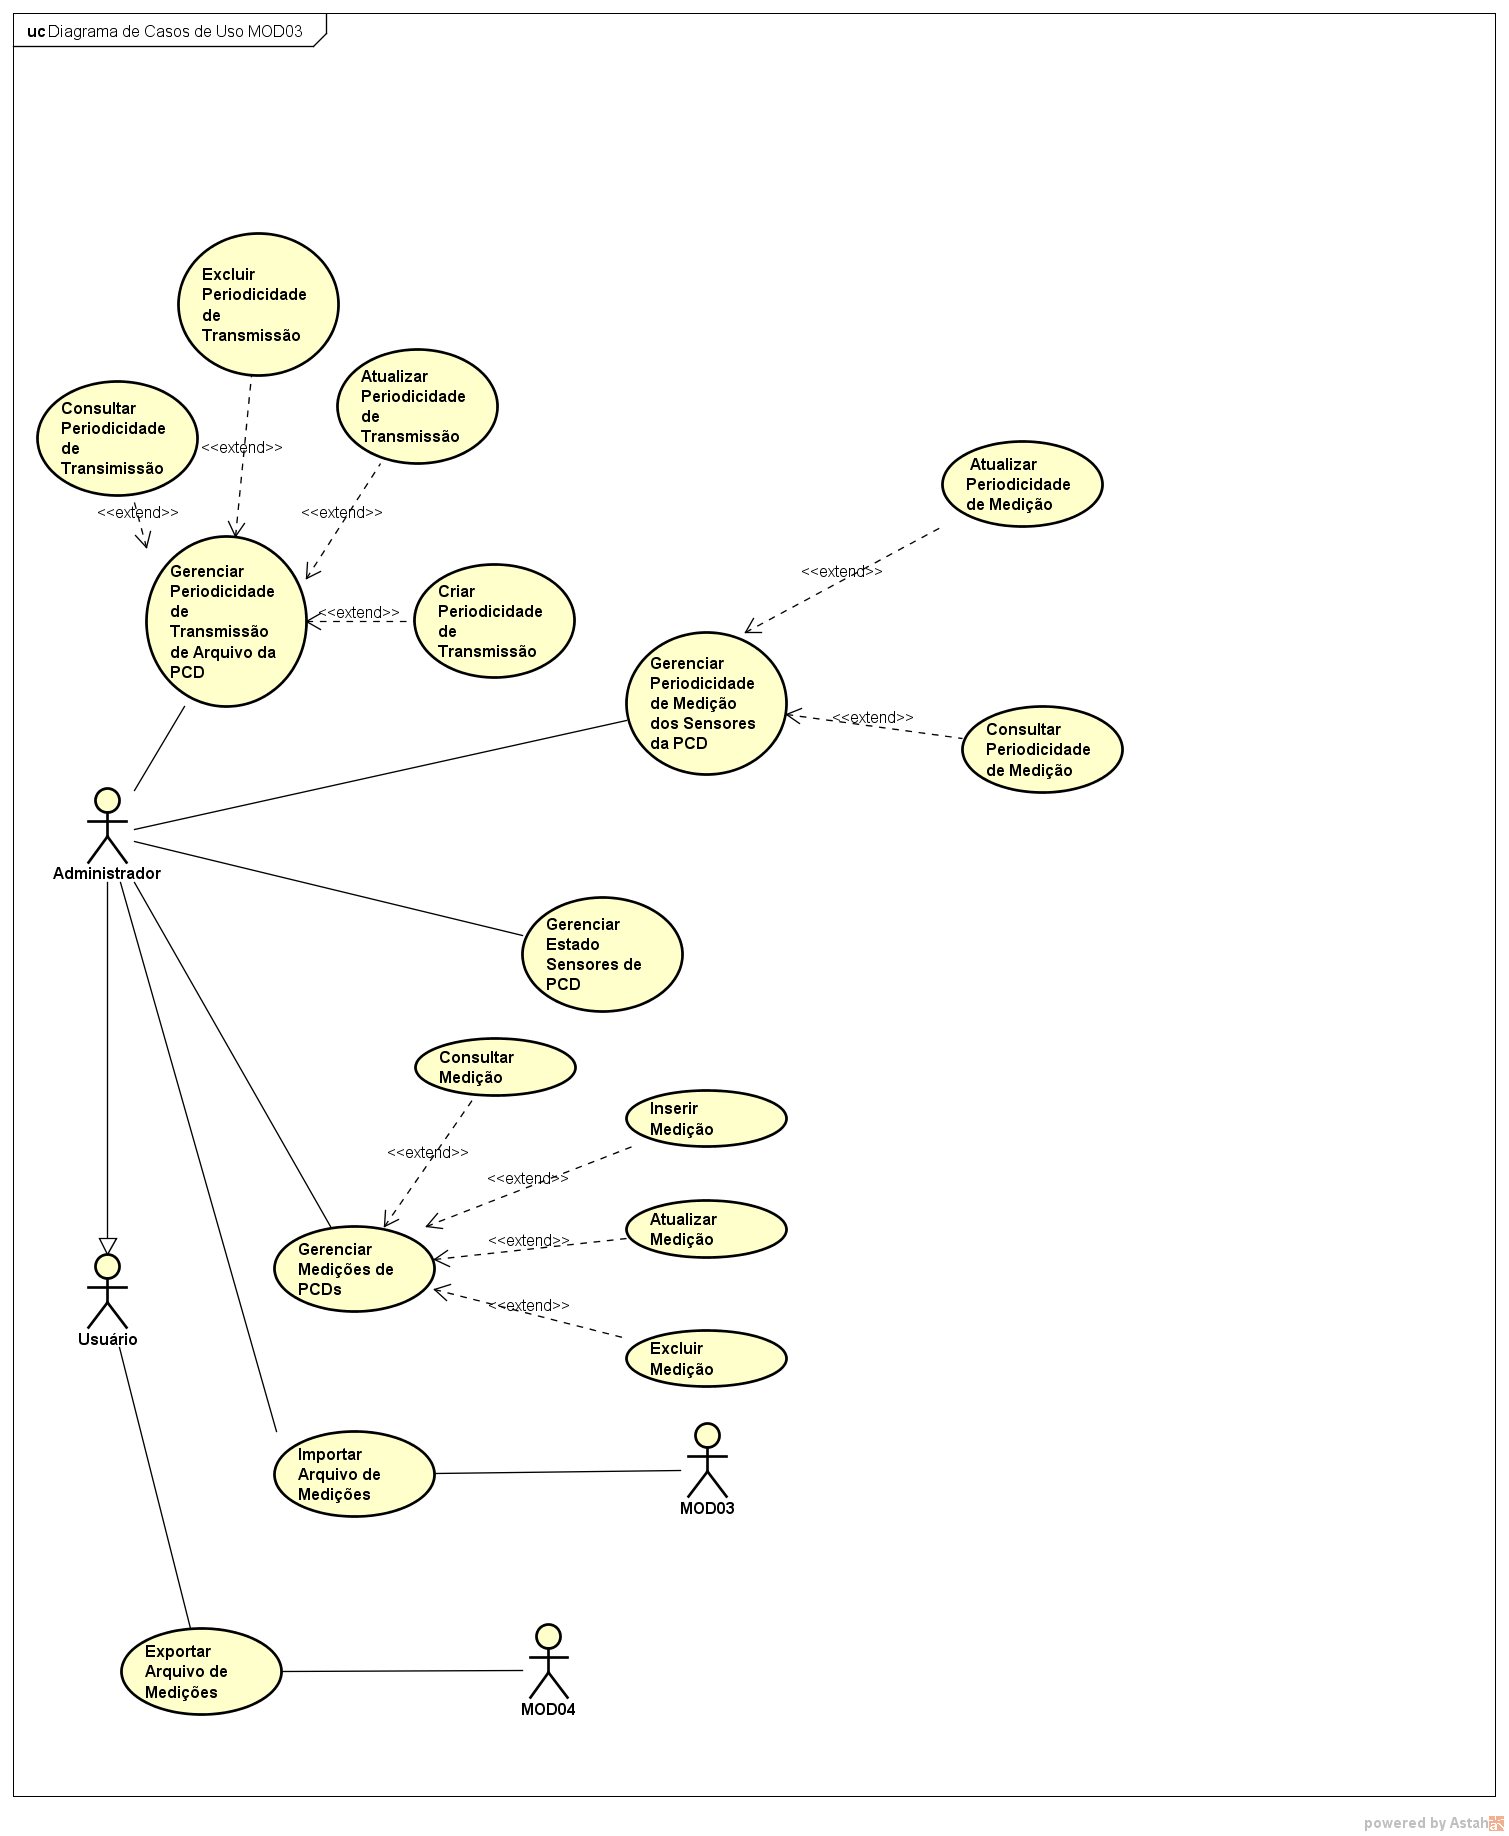 uc Diagrama de Casos de Uso MOD03
Excluir
Periodicidade
de
Transmissão
Atualizar
Periodicidade
de
Transmissão
Consultar
Periodicidade
de
Transimissão
<<extend>>
<<extend>>
<<extend>>
Gerenciar
Periodicidade
de
Transmissão
de Arquivo da
PCD
<<extend>>
Criar
Periodicidade
de
Transmissão
Atualizar
Periodicidade
de Medição
<<extend>>
Gerenciar
Periodicidade
de Medição
dos Sensores
da PCD
<<extend>>
Consultar
Periodicidade
de Medição
Administrador
Gerenciar
Estado
Sensores de
PCD
Consultar
Medição
Inserir
Medição
<<extend>>
<<extend>>
Atualizar
Medição
<<extend>>
Gerenciar
Medições de
PCDs
<<extend>>
Usuário
Excluir
Medição
Importar
Arquivo de
Medições
MOD03
Exportar
Arquivo de
Medições
MOD04
powered by Astah